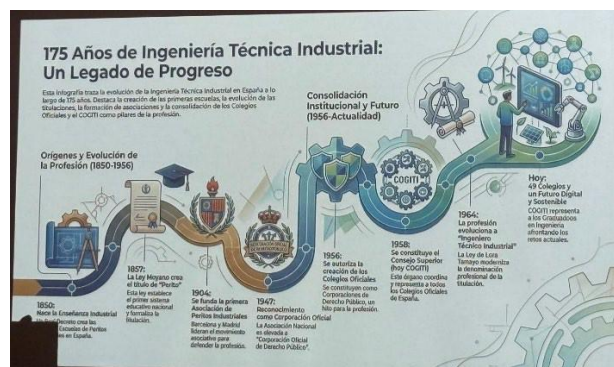 175 Años de Ingeniería Técnica Industrial:
Un Legado de Progreso
Esta infografía traza la evolución de la Ingeniería Técnica Industrial en España a lo
largo de 175 años. Destaca la creación de las primeras escuelas, la evolución de las
titulaciones, la formación de asociaciones y la consolidación de los Colegios
Oficiales y el COGITI como pilares de la profesión.
Orígenes y Evolución de
la Profesión (1850-1956)
Consolidación
Institucional y Futuro
(1956-Actualidad)
1850:
Nace la Enseñanza Industrial
Decreto crea las
Escuelas de Peritos
en España.
1857:
La Ley Moyano crea
el título de "Perito"
Esta ley establece
el primer sistema
educativo nacional
y formaliza la
titulación.
1904:
Se funda la primera
Asociación de
Peritos Industriales
Barcelona y Madrid
lideran el movimiento
asociativo para
defender la profesión.
1947:
Reconocimiento
como Corporación Oficial
La Asociación Nacional
es elevada a
"Corporación Oficial
de Derecho Público".
1956:
Se autoriza la
creación de los
Colegios Oficiales
Se constituyen como
Corporaciones de
Derecho Público, un
hito para la profesión.
COGITI
1958:
Se constituye el
Consejo Superior
(hoy COGITI)
Este órgano coordina
y representa a todos
los Colegios Oficiales
de España.
1964:
La profesión
evoluciona a
"Ingeniero
Técnico Industrial"
La Ley de Lora
Tamayo moderniza la
denominación
profesional de la
titulación.
Hoy:
49 Colegios y
un Futuro Digital
y Sostenible
COGITI representa
a los Graduados
en Ingeniería
afrontando los
retos actuales.